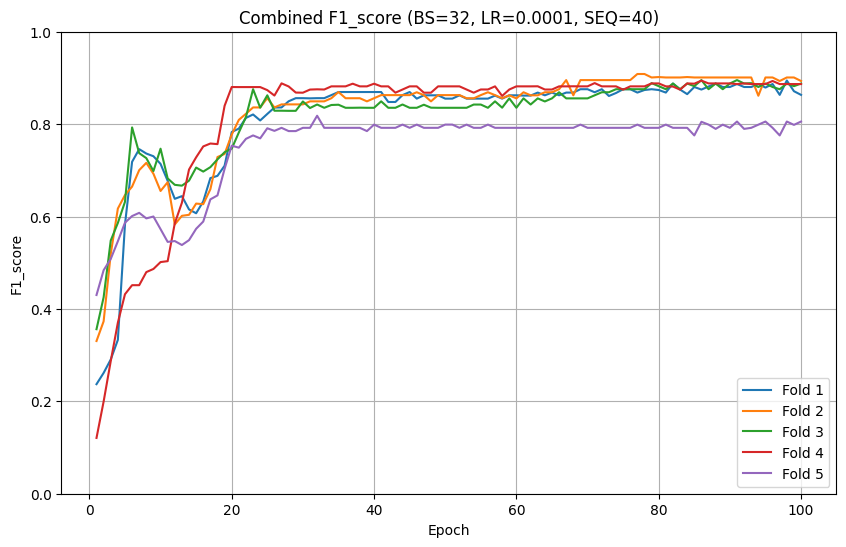 Combined F1_score (BS=32, LR=0.0001, SEQ=40)
F1_score
1.0
0.8
0.6
0.4
0.2
0.0
0
20
40
60
80
100
Epoch
Fold 1
Fold 2
Fold 3
Fold 4
Fold 5